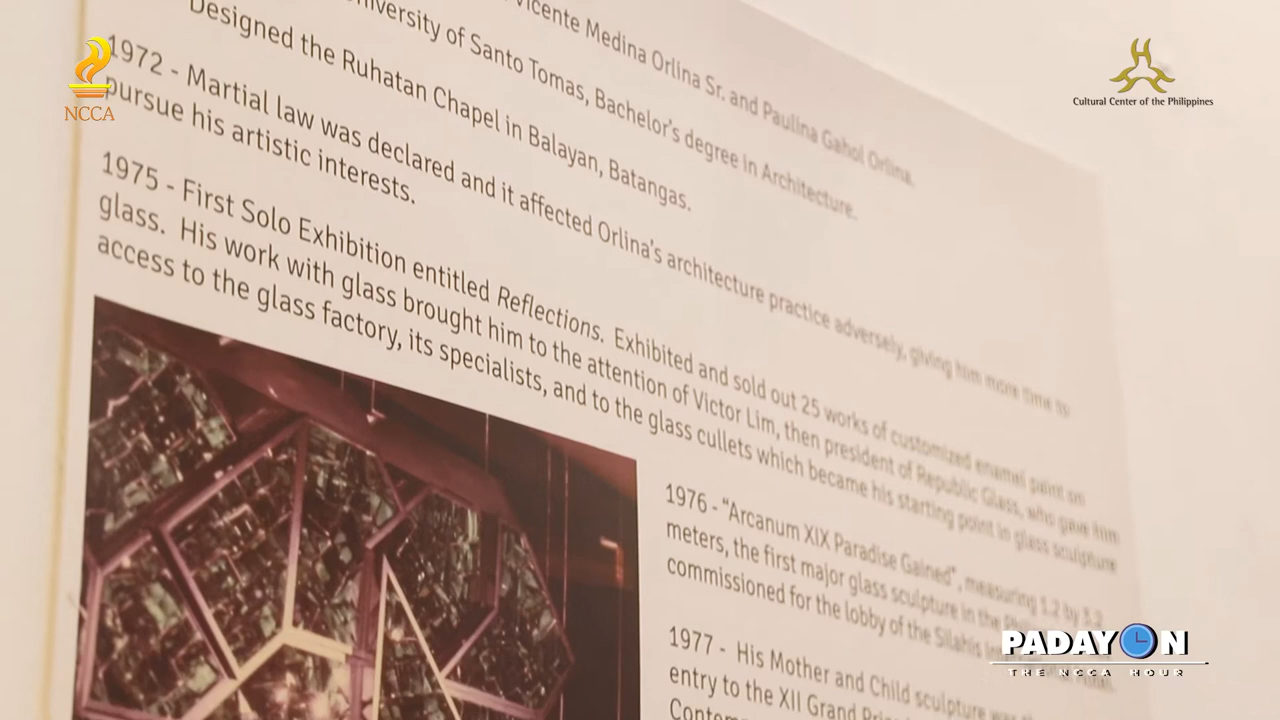 NCCA
Cultural Center of the Philippines
Vicente Medina Orlina Sr. and Paulina Gahol Orlina.
University of Santo Tomas, Bachelor's degree in Architecture.
Designed the Ruhatan Chapel in Balayan, Batangas.
1972 - Martial law was declared and it affected Orlina's architecture practice adversely, giving him more time to
pursue his artistic interests.
1975 - First Solo Exhibition entitled Reflections. Exhibited and sold out 25 works of customized enamel paint on
glass. His work with glass brought him to the attention of Victor Lim, then president of Republic Glass, who gave him
access to the glass factory, its specialists, and to the glass cullets which became his starting point in glass sculpture
1976 - “Arcanum XIX Paradise Gained”, measuring
meters, the first major glass sculpture in the
commissioned for the lobby of the Silahis
1977 - His Mother and Child sculpture was
entry to the XII Grand
PADAYON
THE NCCA HOUR